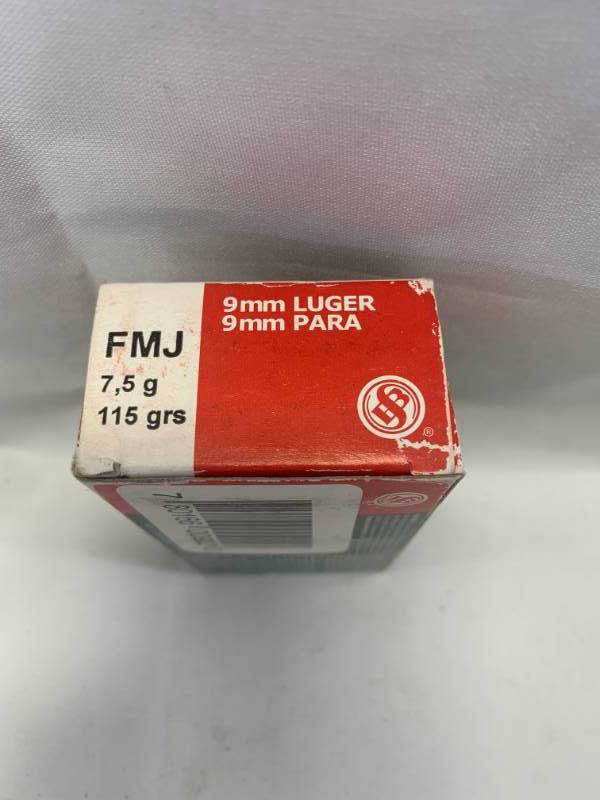 9mm LUGER
9mm PARA
FMJ
7,5 g
115 grs
®